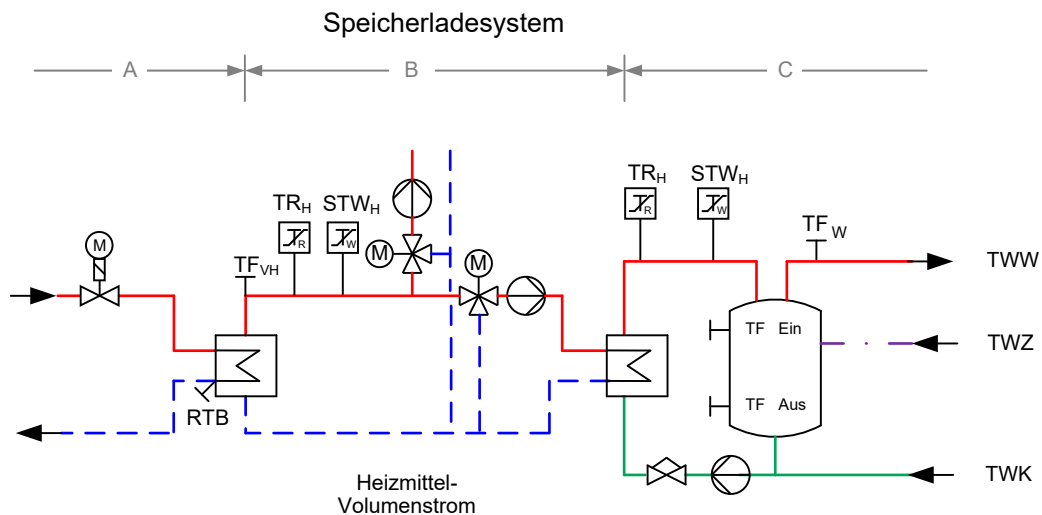 Speicherladesystem
A B C
TR_H STW_H
TR_H STW_H
TF_W
M
M
M
R W
R W
TF_VH
TWW
TF Ein
TWZ
TF Aus
RTB
TWK
Heizmittel-
Volumenstrom